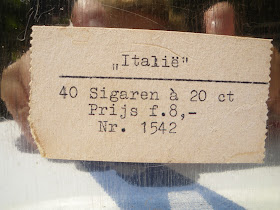 „Italië"
40 Sigaren à 20 ct
Prijs f.8,-
Nr. 1542